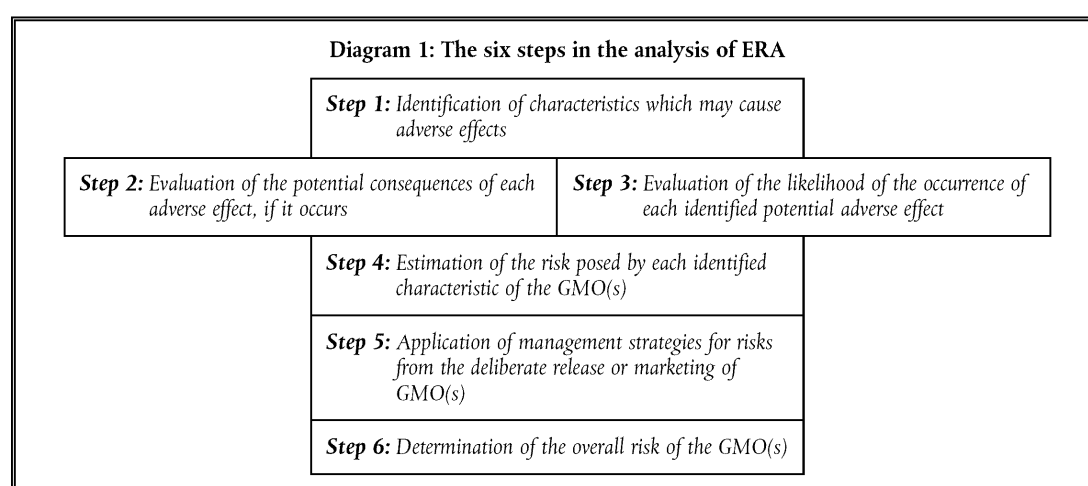 Diagram 1: The six steps in the analysis of ERA
Step 1: Identification of characteristics which may cause
adverse effects
Step 2: Evaluation of the potential consequences of each
adverse effect, if it occurs
Step 3: Evaluation of the likelihood of the occurrence of
each identified potential adverse effect
Step 4: Estimation of the risk posed by each identified
characteristic of the GMO(s)
Step 5: Application of management strategies for risks
from the deliberate release or marketing of
GMO(s)
Step 6: Determination of the overall risk of the GMO(s)